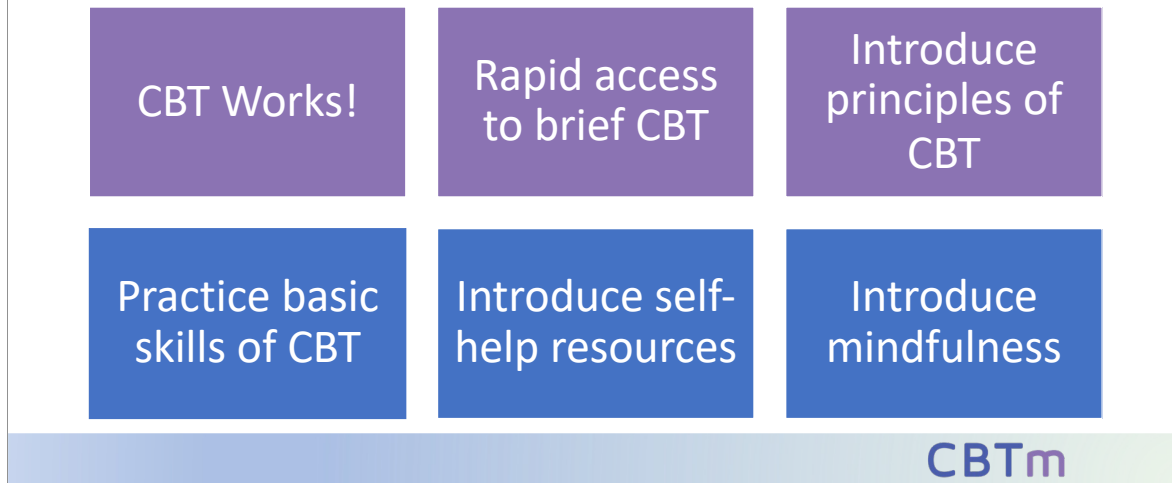 CBT Works!
Rapid access
to brief CBT
Introduce
principles of
CBT
Practice basic
skills of CBT
Introduce self-
help resources
Introduce
mindfulness
CBTm